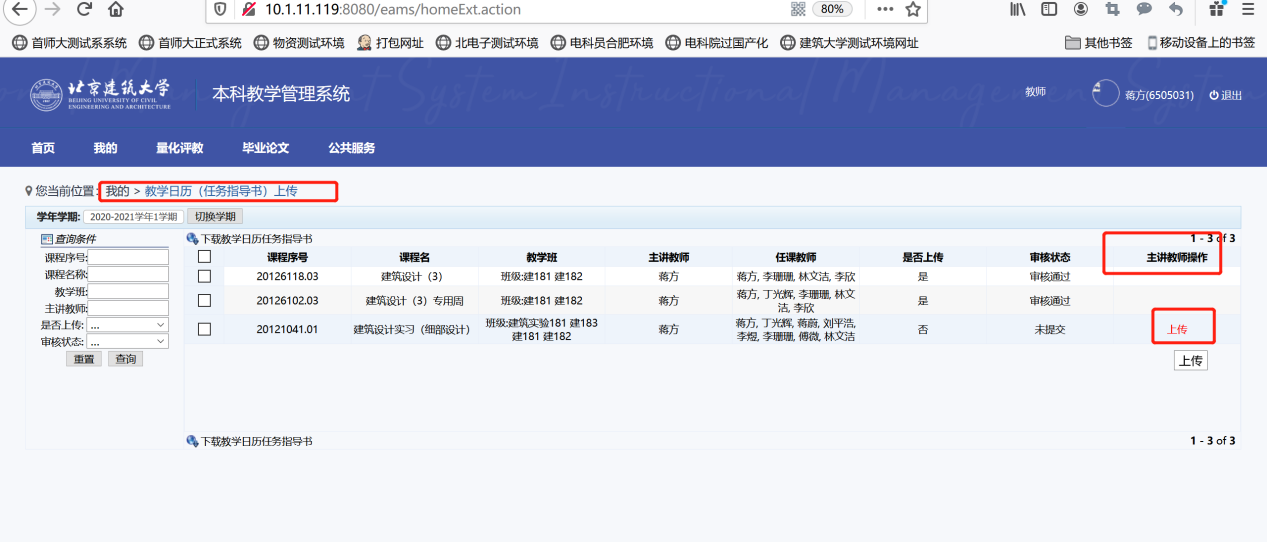 10.1.11.119:8080/eams/homeExt.action 80%
首师大测试系系统 首师大正式系统 物资测试环境 打包网址 北电子测试环境 电科员合肥环境 电科院过国产化 建筑大学测试环境网址 其他书签 移动设备上的书签
北京建筑大学 本科教学管理系统
BEIJING UNIVERSITY OF CIVIL
ENGINEERING AND ARCHITECTURE
教师 蒋方(6505031) 退出
首页 我的 量化评教 毕业论文 公共服务
您当前位置: 我的 > 教学日历（任务指导书）上传
学年学期: 2020-2021学年1学期 切换学期
查询条件
课程序号:
课程名称:
教学班:
主讲教师:
是否上传: ...
审核状态: ...
重置 查询
下载教学日历任务指导书 1 - 3 of 3
课程序号 课程名 教学班 主讲教师 任课教师 是否上传 审核状态 主讲教师操作
20126118.03 建筑设计（3） 班级:建181 建182 蒋方 蒋方, 李珊珊, 林文洁, 李欣 是 审核通过
20126102.03 建筑设计（3）专用周 班级:建181 建182 蒋方 蒋方, 丁光辉, 李珊珊, 林文
洁, 李欣 是 审核通过
20121041.01 建筑设计实习（细部设计） 班级:建筑实验181 建183
建181 建182 蒋方 蒋方, 丁光辉, 蒋蔚, 刘平浩,
李煜, 李珊珊, 傅微, 林文洁 否 未提交 上传
上传
下载教学日历任务指导书 1 - 3 of 3